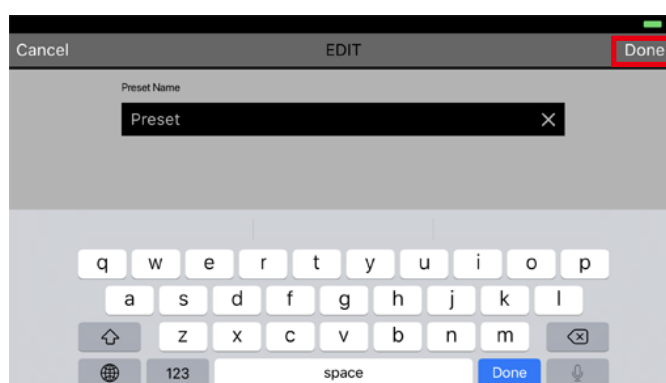 Cancel EDIT Done
Preset Name
Preset
q w e r t y u i o p
a s d f g h j k l
z x c v b n m
123 space Done